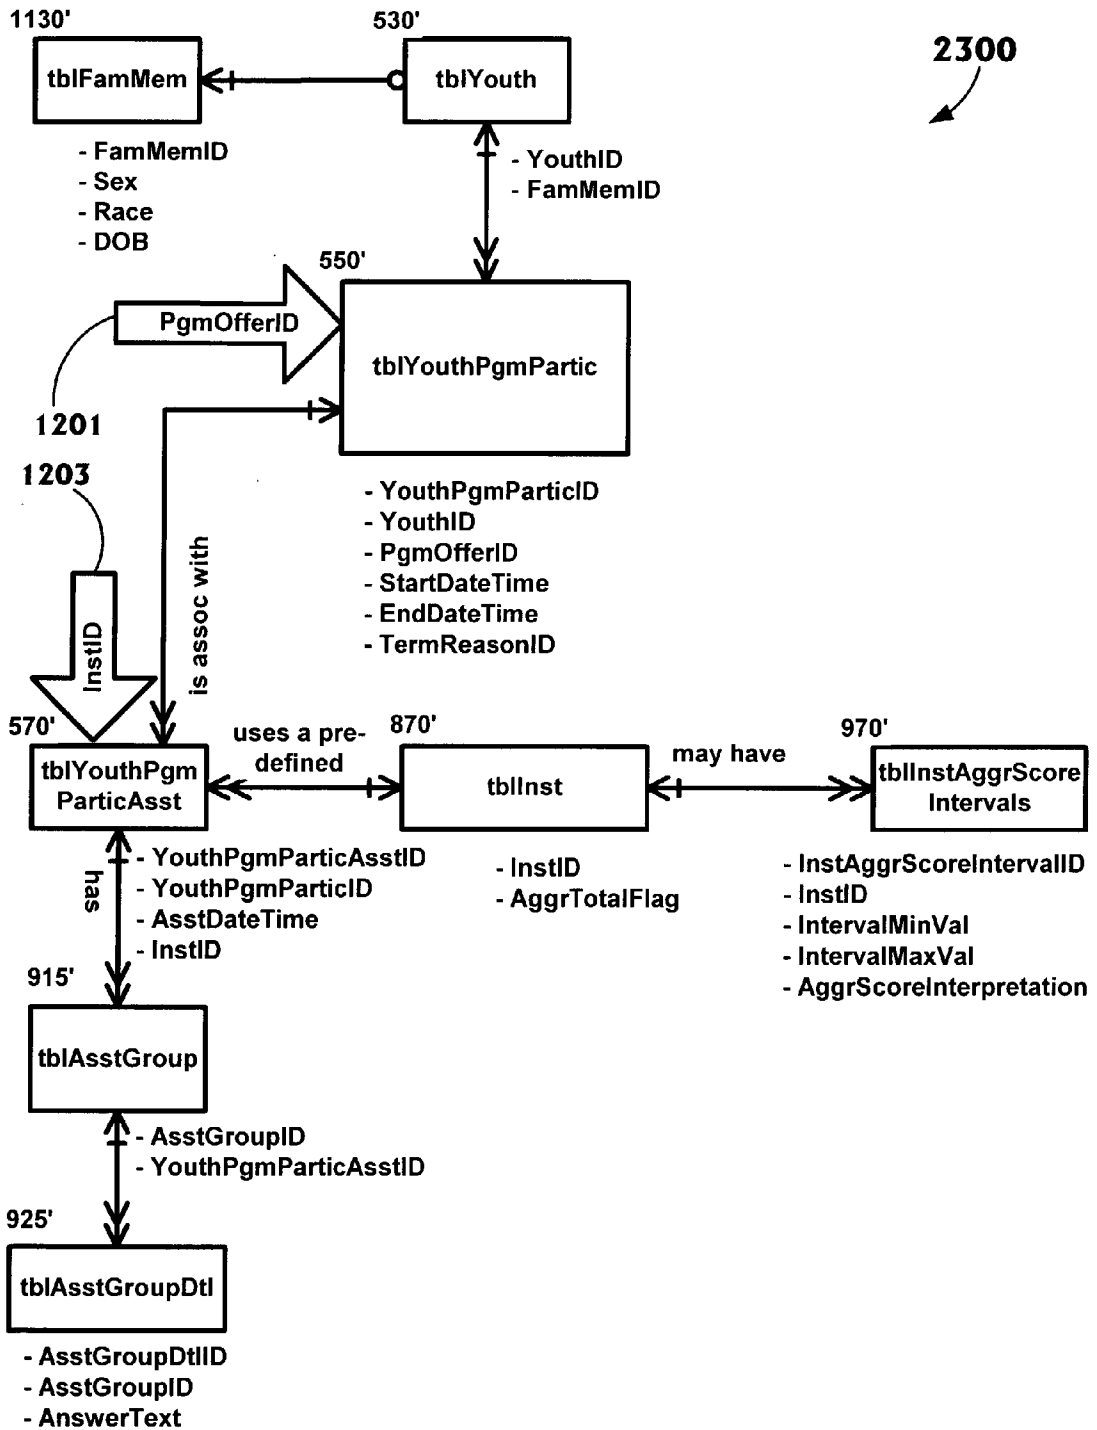 1130'
530'
2300
tblFamMem
tblYouth
- FamMemID
- Sex
- Race
- DOB
- YouthID
- FamMemID
550'
PgmOfferID
tblYouthPgmPartic
1201
1203
- YouthPgmParticID
- YouthID
- PgmOfferID
- StartDateTime
- EndDateTime
- TermReasonID
is assoc with
InstID
570'
870'
970'
uses a pre-
defined
may have
tblYouthPgm
ParticAsst
tblInst
tblInstAggrScore
Intervals
has
- YouthPgmParticAsstID
- YouthPgmParticID
- AsstDateTime
- InstID
- InstID
- AggrTotalFlag
- InstAggrScoreIntervalID
- InstID
- IntervalMinVal
- IntervalMaxVal
- AggrScoreInterpretation
915'
tblAsstGroup
- AsstGroupID
- YouthPgmParticAsstID
925'
tblAsstGroupDtl
- AsstGroupDtlID
- AsstGroupID
- AnswerText